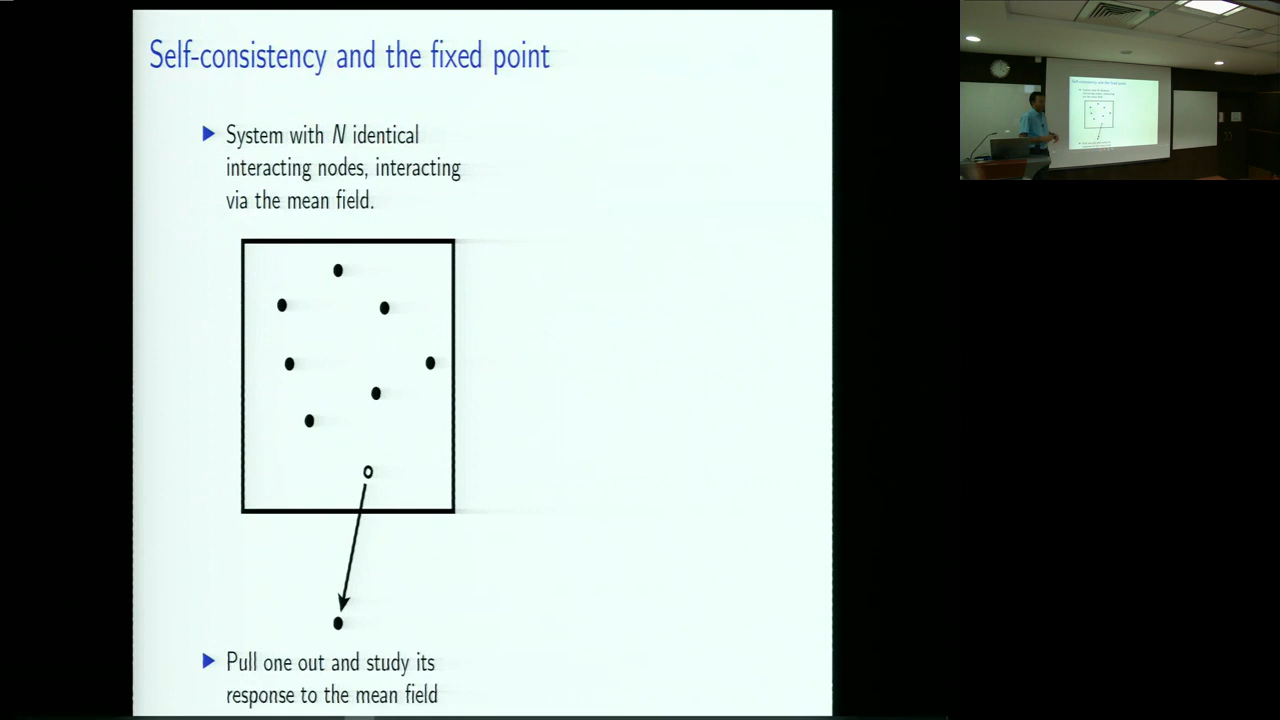 Self-consistency and the fixed point
System with N identical
interacting nodes, interacting
via the mean field.
Pull one out and study its
response to the mean field